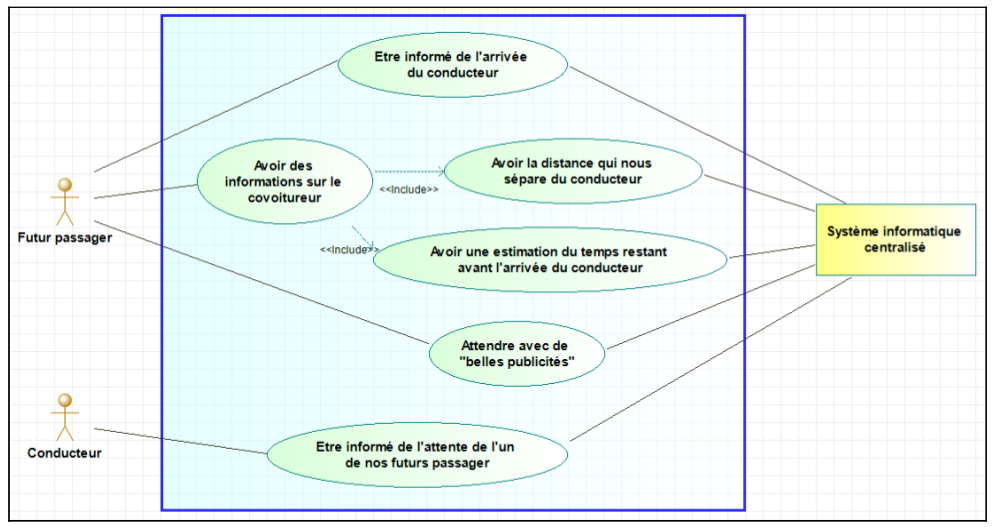 Etre informé de l'arrivée
du conducteur
Avoir des
informations sur le
covoitureur
<<Include>>
Avoir la distance qui nous
sépare du conducteur
Futur passager
<<Include>>
Avoir une estimation du temps restant
avant l'arrivée du conducteur
Système informatique
centralisé
Attendre avec de
"belles publicités"
Conducteur
Etre informé de l'attente de l'un
de nos futurs passager